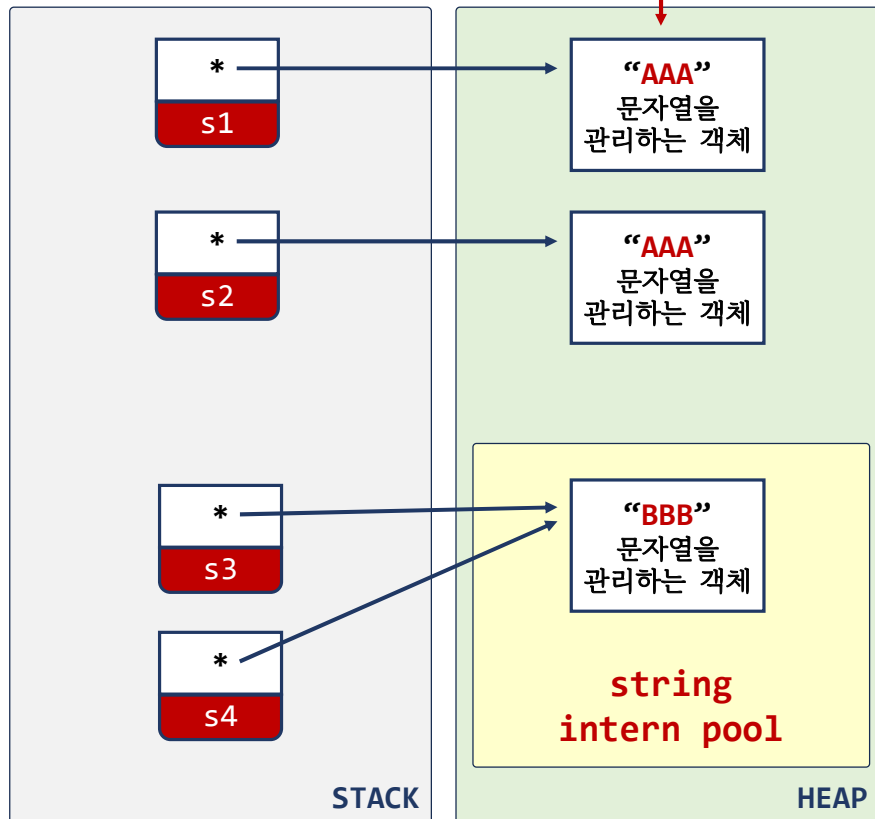 *
s1
“AAA”
문자열을
관리하는 객체
*
s2
“AAA”
문자열을
관리하는 객체
*
s3
“BBB”
문자열을
관리하는 객체
*
s4
string
intern pool
STACK
HEAP